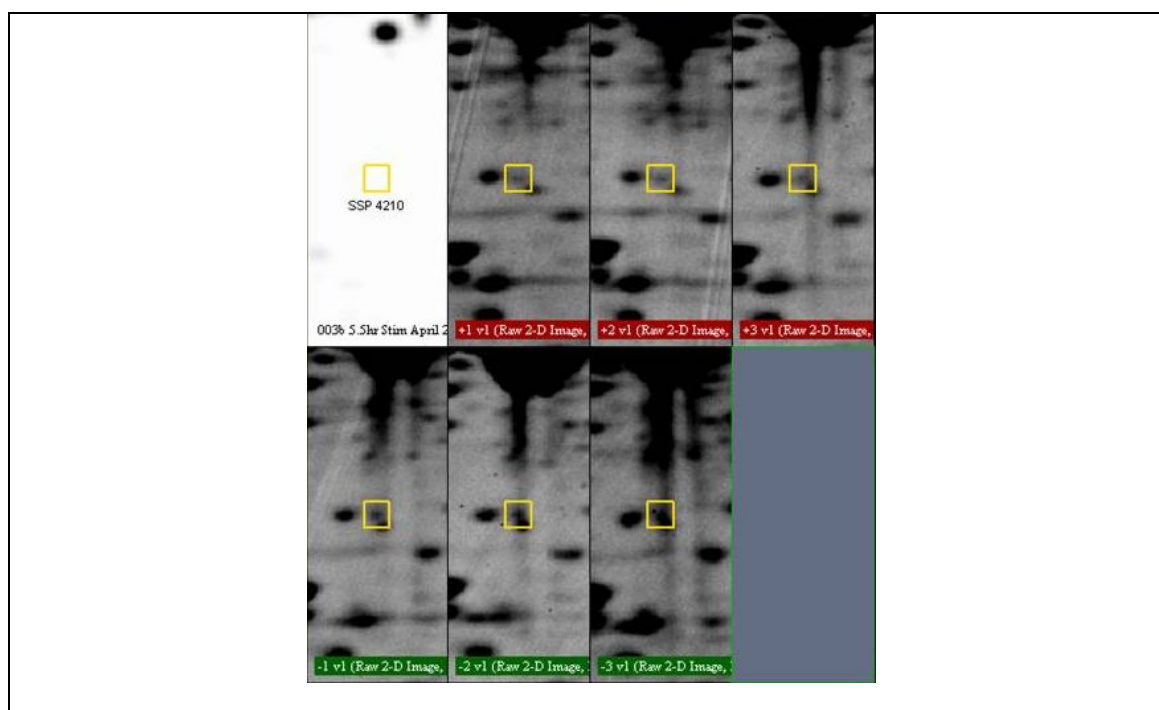 SSP 4210
003b 5.5hr Stim April 2
+1 v1 (Raw 2-D Image,
+2 v1 (Raw 2-D Image,
+3 v1 (Raw 2-D Image,
-1 v1 (Raw 2-D Image,
-2 v1 (Raw 2-D Image,
-3 v1 (Raw 2-D Image,